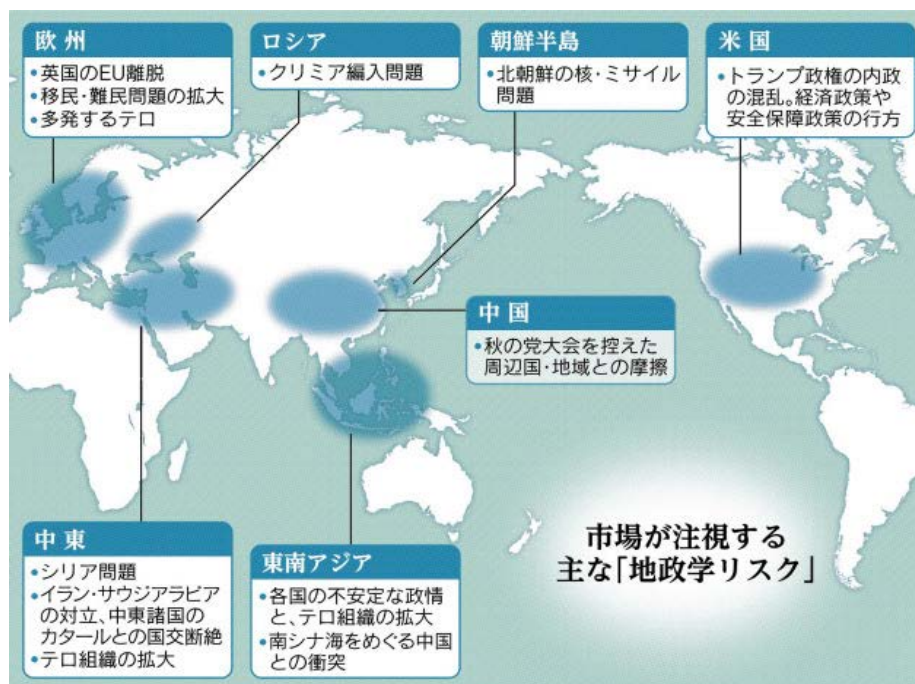 欧州
•英国のEU離脱
•移民・難民問題の拡大
•多発するテロ
ロシア
•クリミア編入問題
朝鮮半島
•北朝鮮の核・ミサイル
問題
米国
•トランプ政権の内政
の混乱。経済政策や
安全保障政策の行方
中国
•秋の党大会を控えた
周辺国・地域との摩擦
中東
•シリア問題
•イラン・サウジアラビア
の対立、中東諸国の
カタールとの国交断絶
•テロ組織の拡大
東南アジア
•各国の不安定な政情
と、テロ組織の拡大
•南シナ海をめぐる中国
との衝突
市場が注視する
主な「地政学リスク」